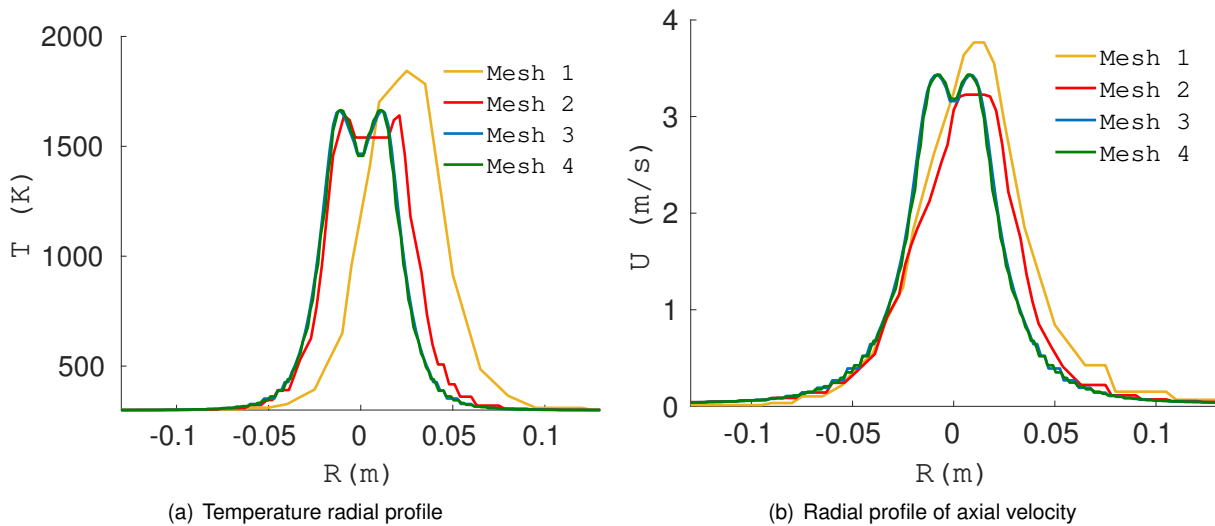 2000
1500
1000
500
T (K)
-0.1
-0.05
0
0.05
0.1
R(m)
Mesh 1
Mesh 2
Mesh 3
Mesh 4
(a) Temperature radial profile
4
3
2
1
0
U (m/s)
-0.1
-0.05
0
0.05
0.1
R(m)
Mesh 1
Mesh 2
Mesh 3
Mesh 4
(b) Radial profile of axial velocity